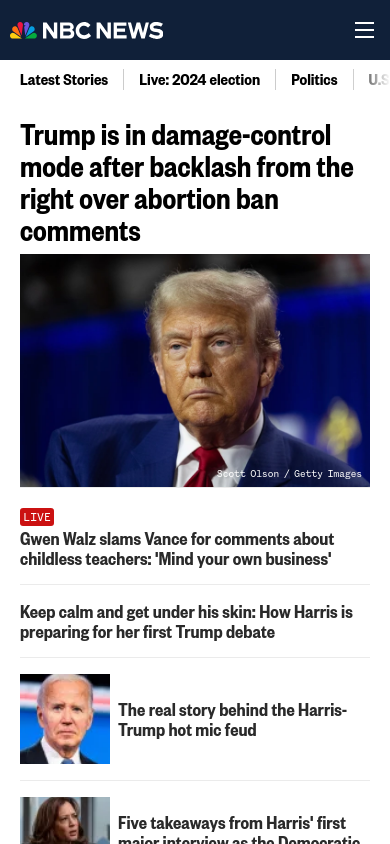 NBC NEWS
Latest Stories
Live: 2024 election
Politics
Trump is in damage-control
mode after backlash from the
right over abortion ban
comments
Scott Olson / Getty Images
LIVE
Gwen Walz slams Vance for comments about
childless teachers: 'Mind your own business'
Keep calm and get under his skin: How Harris is
preparing for her first Trump debate
The real story behind the Harris-
Trump hot mic feud
Five takeaways from Harris' first
major interview as the Democratic